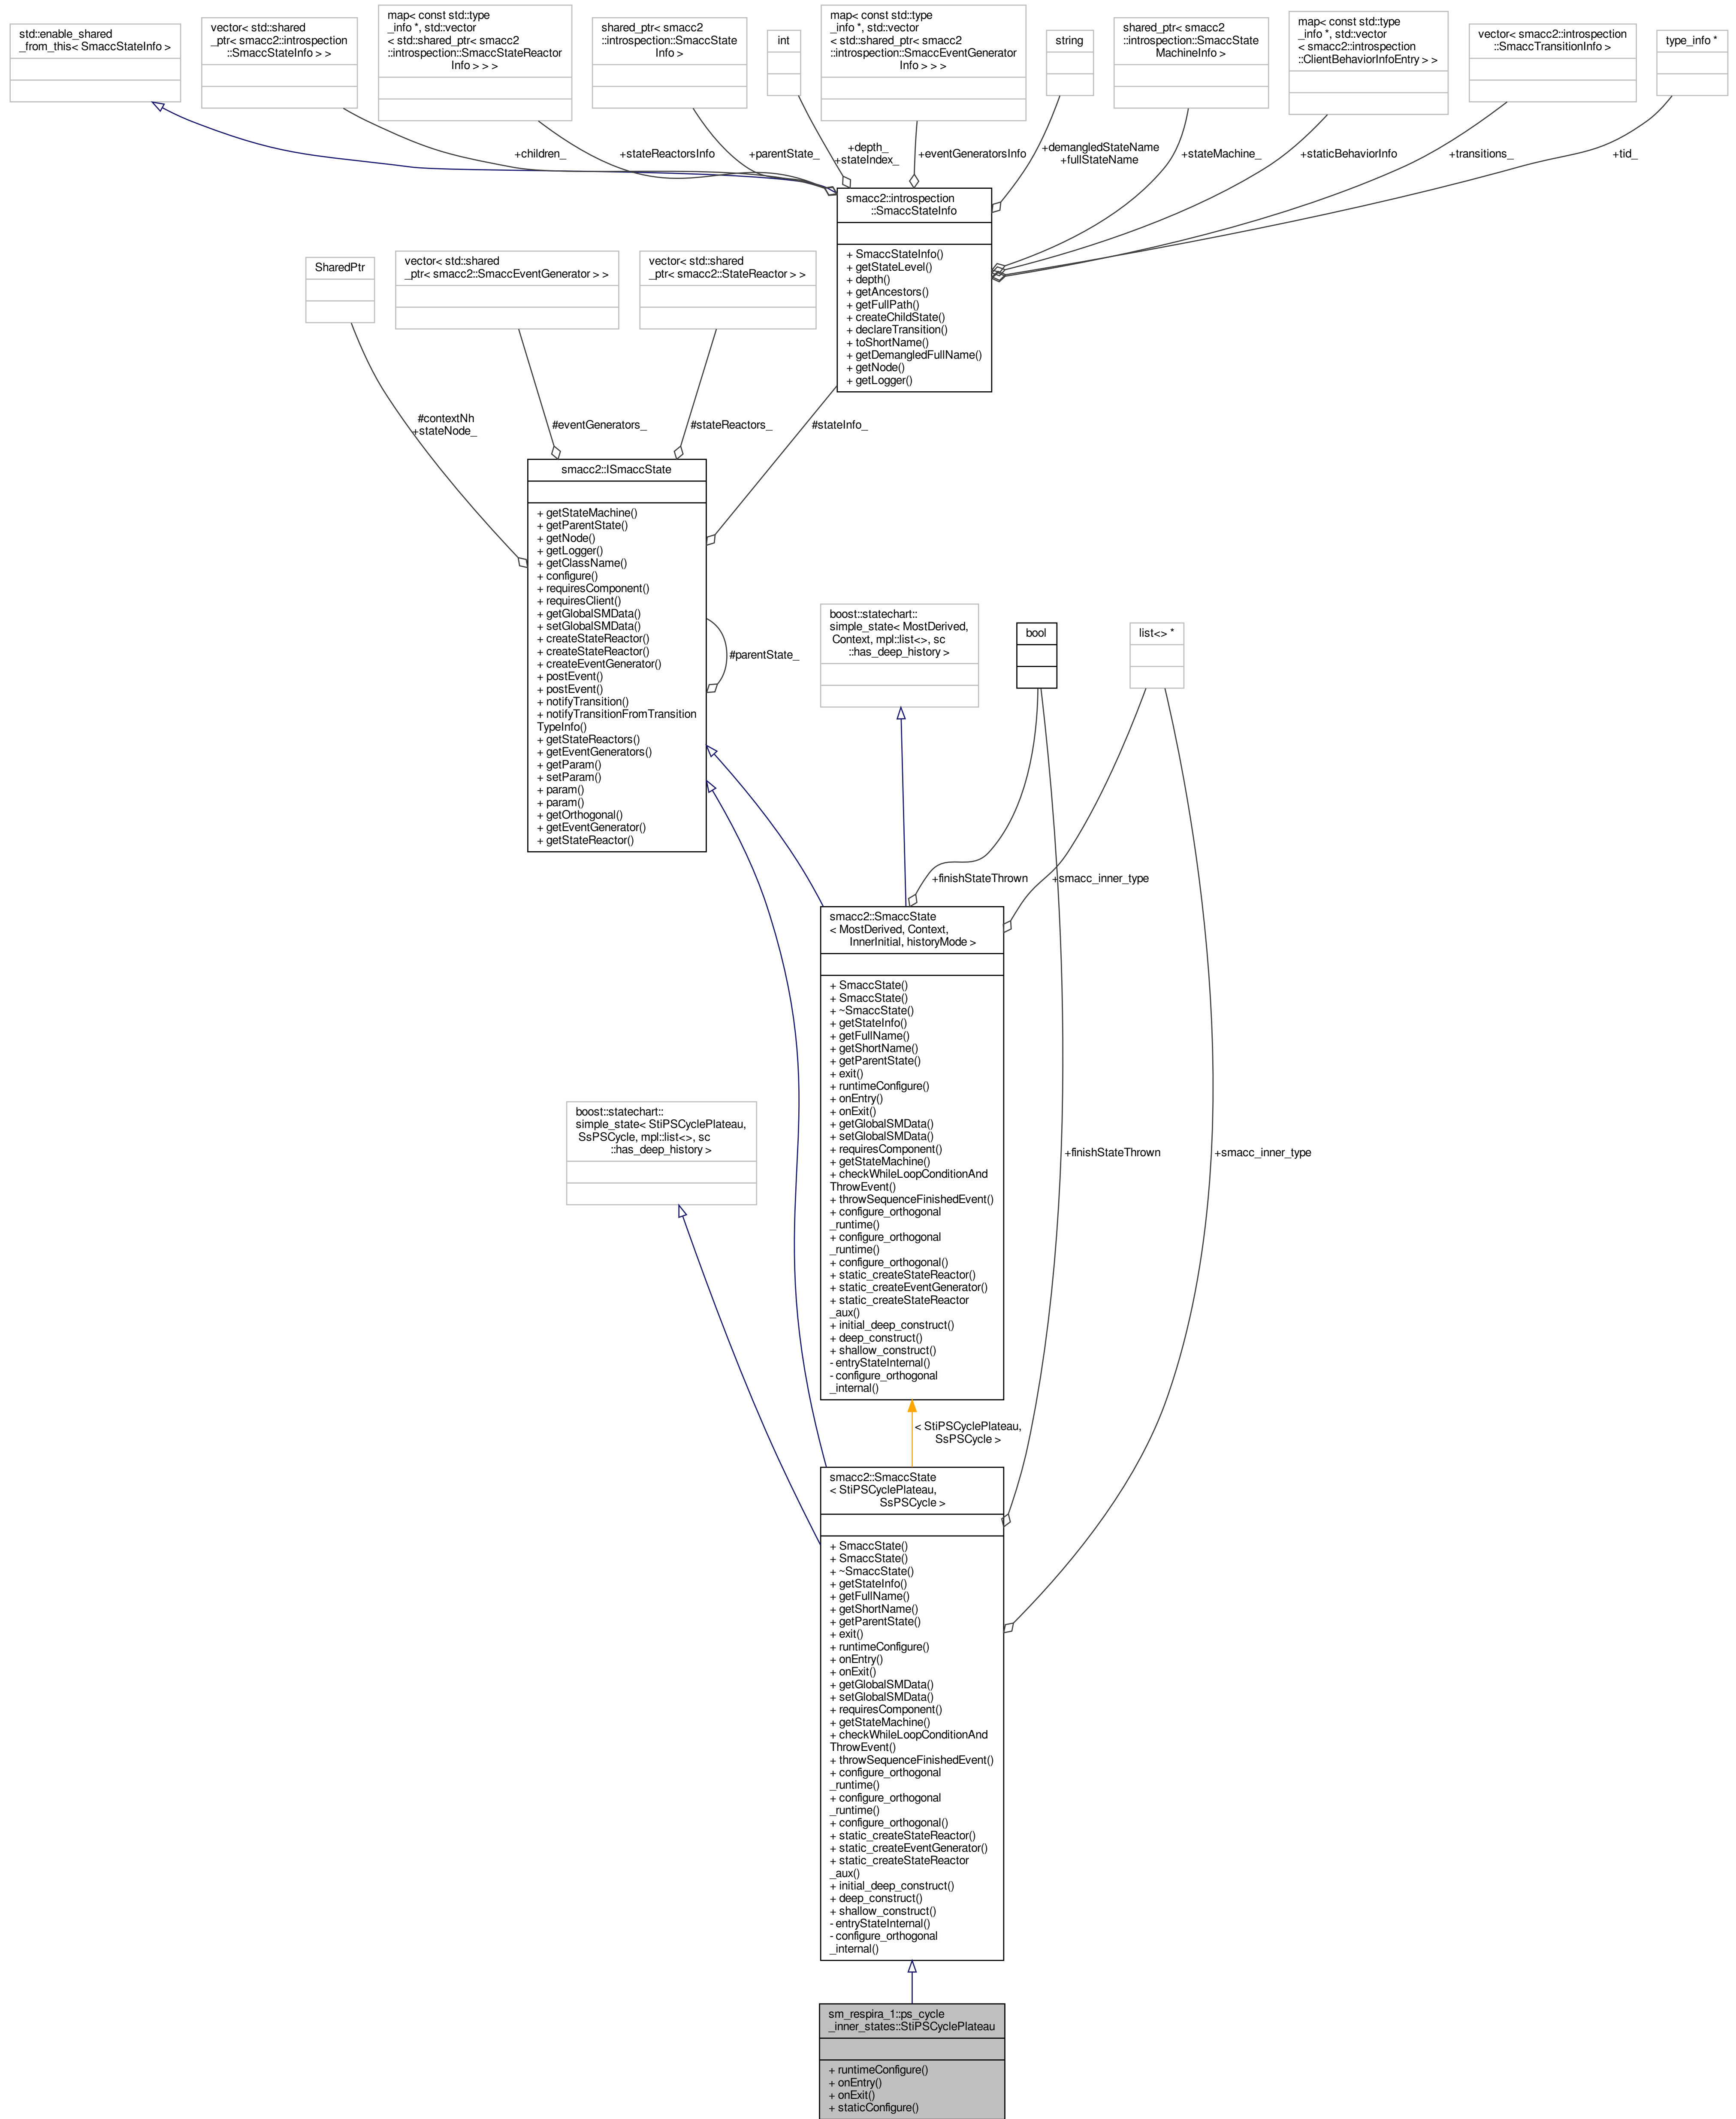 std::enable_shared
_from_this< SmaccStateInfo >
vector< std::shared
_ptr< smacc2::introspection
::SmaccStateInfo > >
map< const std::type
_info *, std::vector
< std::shared_ptr< smacc2
::introspection::SmaccStateReactor
Info > > >
shared_ptr< smacc2
::introspection::SmaccState
Info >
int
map< const std::type
_info *, std::vector
< std::shared_ptr< smacc2
::introspection::SmaccEventGenerator
Info > > >
string
shared_ptr< smacc2
::introspection::SmaccState
MachineInfo >
map< const std::type
_info *, std::vector
< smacc2::introspection
::ClientBehaviorInfoEntry > >
vector< smacc2::introspection
::SmaccTransitionInfo >
type_info *
+children_
+stateReactorsInfo
+parentState_
+depth_
+stateIndex_
+eventGeneratorsInfo
+demangledStateName
+fullStateName
+stateMachine_
+staticBehaviorInfo
+transitions_
+tid_
smacc2::introspection
::SmaccStateInfo
+ SmaccStateInfo()
+ getStateLevel()
+ depth()
+ getAncestors()
+ getFullPath()
+ createChildState()
+ declareTransition()
+ toShortName()
+ getDemangledFullName()
+ getNode()
+ getLogger()
SharedPtr
vector< std::shared
_ptr< smacc2::SmaccEventGenerator > >
vector< std::shared
_ptr< smacc2::StateReactor > >
#contextNh
+stateNode_
#eventGenerators_
#stateReactors_
#stateInfo_
smacc2::ISmaccState
+ getStateMachine()
+ getParentState()
+ getNode()
+ getLogger()
+ getClassName()
+ configure()
+ requiresComponent()
+ requiresClient()
+ getGlobalSMData()
+ setGlobalSMData()
+ createStateReactor()
+ createStateReactor()
+ createEventGenerator()
+ postEvent()
+ postEvent()
+ notifyTransition()
+ notifyTransitionFromTransition
TypeInfo()
+ getStateReactors()
+ getEventGenerators()
+ getParam()
+ setParam()
+ param()
+ param()
+ getOrthogonal()
+ getEventGenerator()
+ getStateReactor()
#parentState_
boost::statechart::
simple_state< MostDerived,
Context, mpl::list<>, sc
::has_deep_history >
bool
list<> *
+finishStateThrown
+smacc_inner_type
smacc2::SmaccState
< MostDerived, Context,
InnerInitial, historyMode >
+ SmaccState()
+ SmaccState()
+ ~SmaccState()
+ getStateInfo()
+ getFullName()
+ getShortName()
+ getParentState()
+ exit()
+ runtimeConfigure()
+ onEntry()
+ onExit()
+ getGlobalSMData()
+ setGlobalSMData()
+ requiresComponent()
+ getStateMachine()
+ checkWhileLoopConditionAnd
ThrowEvent()
+ throwSequenceFinishedEvent()
+ configure_orthogonal
_runtime()
+ configure_orthogonal
_runtime()
+ configure_orthogonal()
+ static_createStateReactor()
+ static_createEventGenerator()
+ static_createStateReactor
_aux()
+ initial_deep_construct()
+ deep_construct()
+ shallow_construct()
- entryStateInternal()
- configure_orthogonal
_internal()
boost::statechart::
simple_state< StiPSCyclePlateau,
SsPSCycle, mpl::list<>, sc
::has_deep_history >
+finishStateThrown
+smacc_inner_type
< StiPSCyclePlateau,
SsPSCycle >
smacc2::SmaccState
< StiPSCyclePlateau,
SsPSCycle >
+ SmaccState()
+ SmaccState()
+ ~SmaccState()
+ getStateInfo()
+ getFullName()
+ getShortName()
+ getParentState()
+ exit()
+ runtimeConfigure()
+ onEntry()
+ onExit()
+ getGlobalSMData()
+ setGlobalSMData()
+ requiresComponent()
+ getStateMachine()
+ checkWhileLoopConditionAnd
ThrowEvent()
+ throwSequenceFinishedEvent()
+ configure_orthogonal
_runtime()
+ configure_orthogonal
_runtime()
+ configure_orthogonal()
+ static_createStateReactor()
+ static_createEventGenerator()
+ static_createStateReactor
_aux()
+ initial_deep_construct()
+ deep_construct()
+ shallow_construct()
- entryStateInternal()
- configure_orthogonal
_internal()
sm_respira_1::ps_cycle
_inner_states::StiPSCyclePlateau
+ runtimeConfigure()
+ onEntry()
+ onExit()
+ staticConfigure()